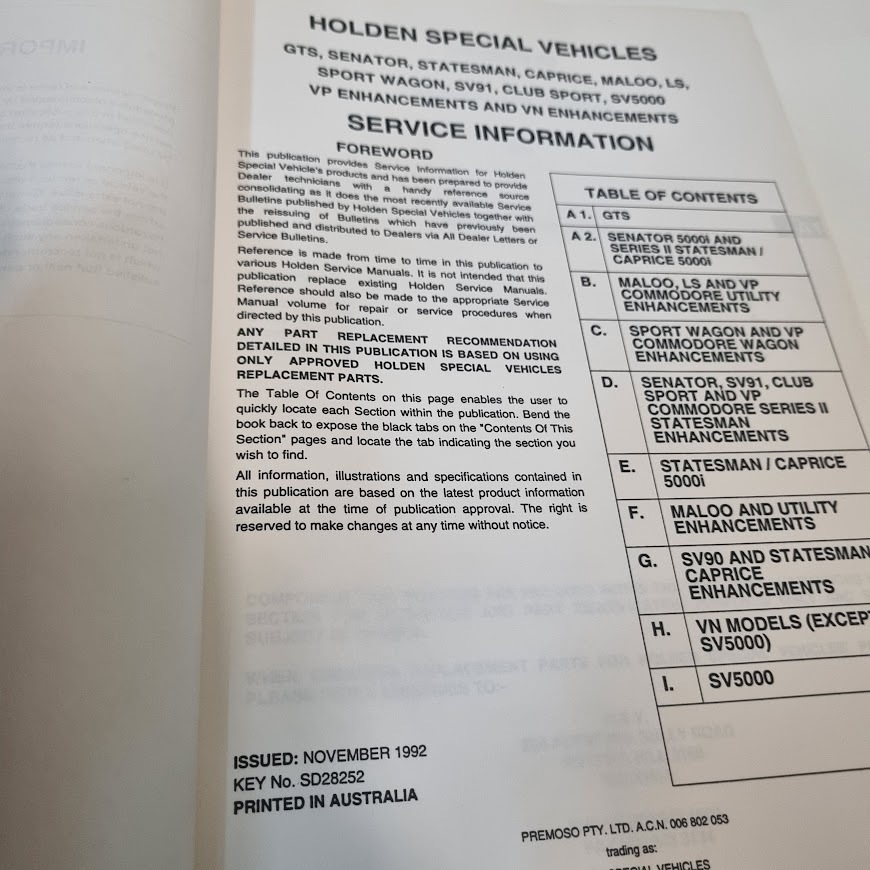 HOLDEN SPECIAL VEHICLES
GTS, SENATOR, STATESMAN, CAPRICE, MALOO, LS,
SPORT WAGON, SV91, CLUB SPORT, SV5000
VP ENHANCEMENTS AND VN ENHANCEMENTS
SERVICE INFORMATION
FOREWORD
This publication provides Service Information for Holden
Special Vehicle's products and has been prepared to provide
Dealer technicians with a handy reference source
consolidating as it does the most recently available Service
Bulletins published by Holden Special Vehicles together with
the reissuing of Bulletins which have previously been
published and distributed to Dealers via All Dealer Letters or
Service Bulletins.
Reference is made from time to time in this publication to
various Holden Service Manuals. It is not intended that this
publication replace existing Holden Service Manuals.
Reference should also be made to the appropriate Service
Manual volume for repair or service procedures when
directed by this publication.
ANY PART REPLACEMENT RECOMMENDATION
DETAILED IN THIS PUBLICATION IS BASED ON USING
ONLY APPROVED HOLDEN SPECIAL VEHICLES
REPLACEMENT PARTS.
The Table Of Contents on this page enables the user to
quickly locate each Section within the publication. Bend the
book back to expose the black tabs on the "Contents Of This
Section" pages and locate the tab indicating the section you
wish to find.
All information, illustrations and specifications contained in
this publication are based on the latest product information
available at the time of publication approval. The right is
reserved to make changes at any time without notice.
TABLE OF CONTENTS
A 1. GTS
A 2. SENATOR 5000i AND
SERIES II STATESMAN /
CAPRICE 5000i
B. MALOO, LS AND VP
COMMODORE UTILITY
ENHANCEMENTS
C. SPORT WAGON AND VP
COMMODORE WAGON
ENHANCEMENTS
D. SENATOR, SV91, CLUB
SPORT AND VP
COMMODORE SERIES II
STATESMAN
ENHANCEMENTS
E. STATESMAN / CAPRICE
5000i
F. MALOO AND UTILITY
ENHANCEMENTS
G. SV90 AND STATESMAN
CAPRICE
ENHANCEMENTS
H. VN MODELS (EXCEPT
SV5000)
I. SV5000
ISSUED: NOVEMBER 1992
KEY No. SD28252
PRINTED IN AUSTRALIA
PREMOSO PTY. LTD. A.C.N. 006 802 053
trading as:
SPECIAL VEHICLES